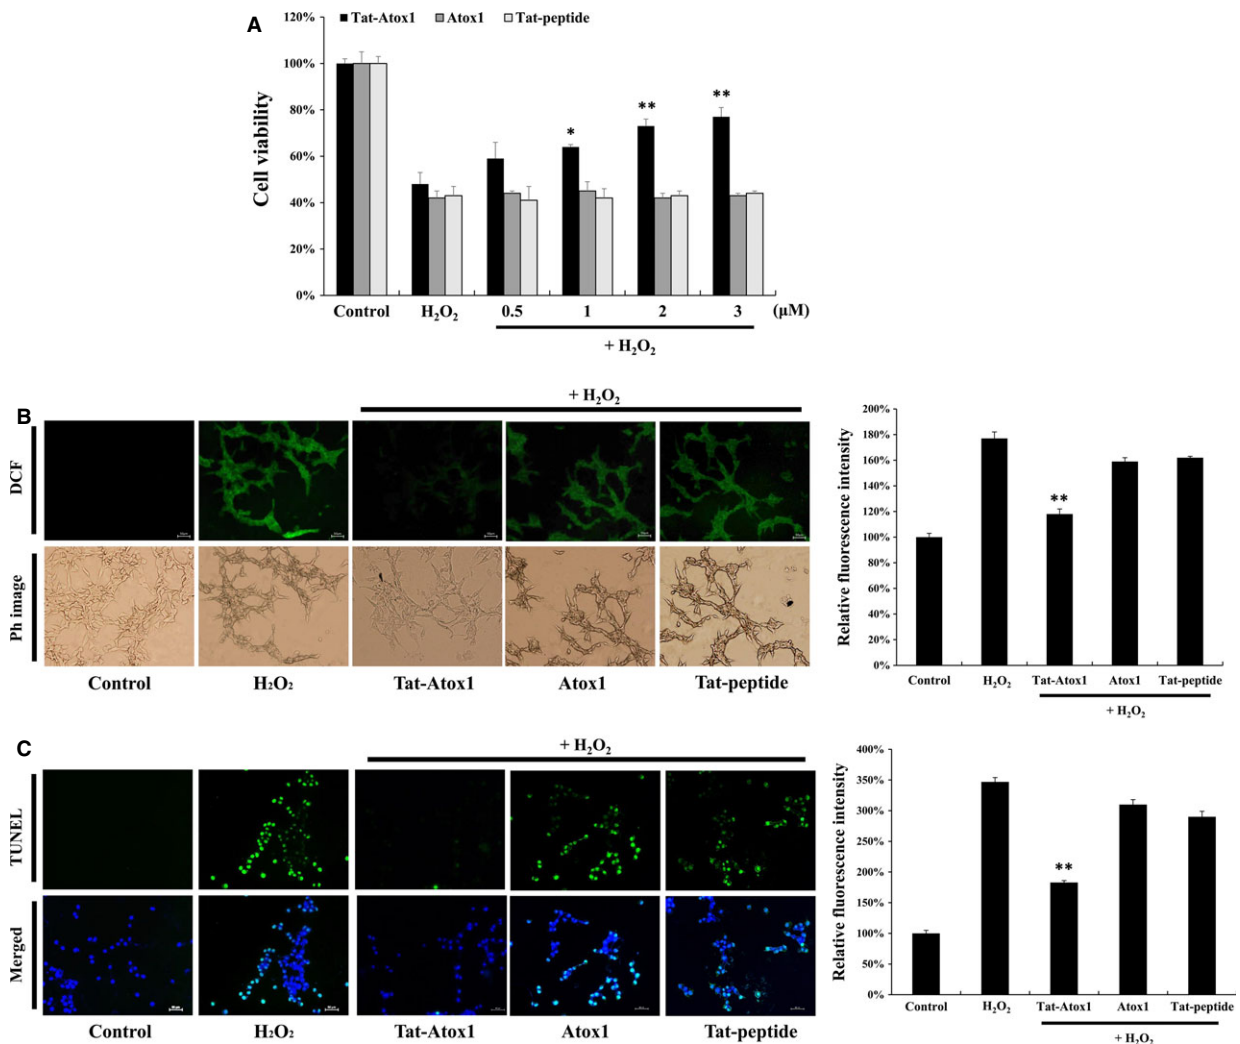 A
Tat-Atox1 Atox1 Tat-peptide
120%
100%
80%
60%
40%
20%
0%
Cell viability
*
**
**
Control H₂O₂ 0.5 1 2 3 (μM)
+ H₂O₂
B
+ H₂O₂
DCF
Ph image
Control H₂O₂ Tat-Atox1 Atox1 Tat-peptide
Relative fluorescence intensity
200%
180%
160%
140%
120%
100%
80%
60%
40%
20%
0%
**
Control H₂O₂ Tat-Atox1 Atox1 Tat-peptide
+ H₂O₂
C
+ H₂O₂
TUNEL
Merged
Control H₂O₂ Tat-Atox1 Atox1 Tat-peptide
Relative fluorescence intensity
400%
350%
300%
250%
200%
150%
100%
50%
0%
**
Control H₂O₂ Tat-Atox1 Atox1 Tat-peptide
+ H₂O₂